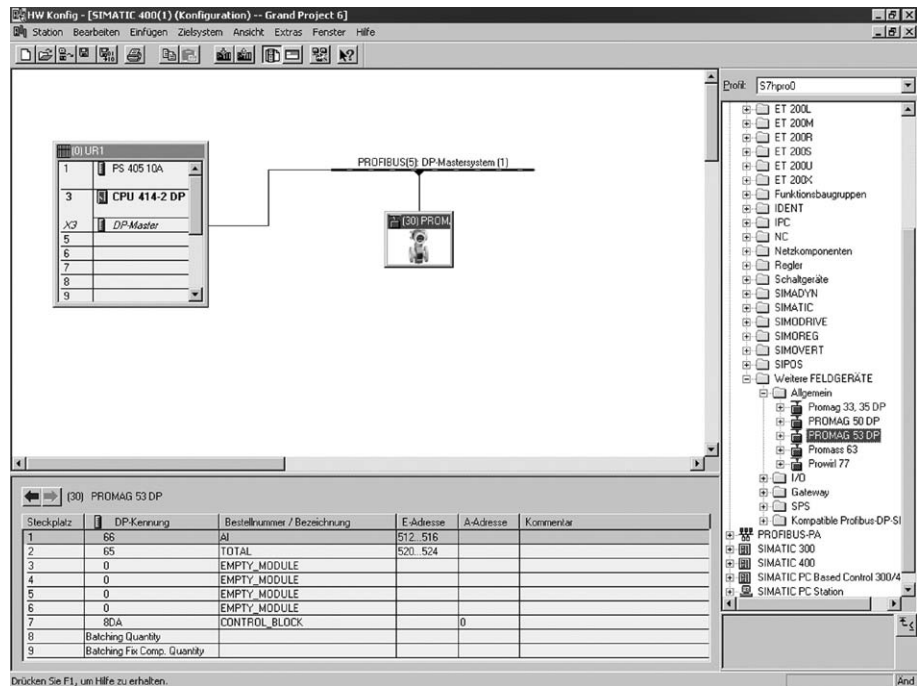 HW Konfig - [SIMATIC 400(1) (Konfiguration) -- Grand Project 6]
Station Bearbeiten Einfügen Zielsystem Ansicht Extras Fenster Hilfe
(0) UR1
1 PS 405 10A
3 CPU 414-2 DP
X3 DP-Master
5
6
7
8
9
PROFIBUS(5): DP-Mastersystem (1)
(30) PROM.
Profil: S7hpro0
ET 200L
ET 200M
ET 200R
ET 200S
ET 200U
ET 200X
Funktionsbaugruppen
IDENT
IPC
NC
Netzkomponenten
Regler
Schaltgeräte
SIMADYN
SIMATIC
SIMODRIVE
SIMOREG
SIMOVERT
SIPOS
Weitere FELDGERÄTE
Allgemein
Promag 33, 35 DP
PROMAG 50 DP
PROMAG 53 DP
Promass 63
Prowirl 77
I/O
Gateway
SPS
Kompatible Profibus-DP-Sl
PROFIBUS-PA
SIMATIC 300
SIMATIC 400
SIMATIC PC Based Control 300/4
SIMATIC PC Station
(30) PROMAG 53 DP
Steckplatz DP-Kennung Bestellnummer / Bezeichnung E-Adresse A-Adresse Kommentar
1 66 AI 512...516
2 65 TOTAL 520...524
3 0 EMPTY_MODULE
4 0 EMPTY_MODULE
5 0 EMPTY_MODULE
6 0 EMPTY_MODULE
7 8DA CONTROL_BLOCK 0
8 Batching Quantity
9 Batching Fix Comp. Quantity
Drücken Sie F1, um Hilfe zu erhalten.
Änd